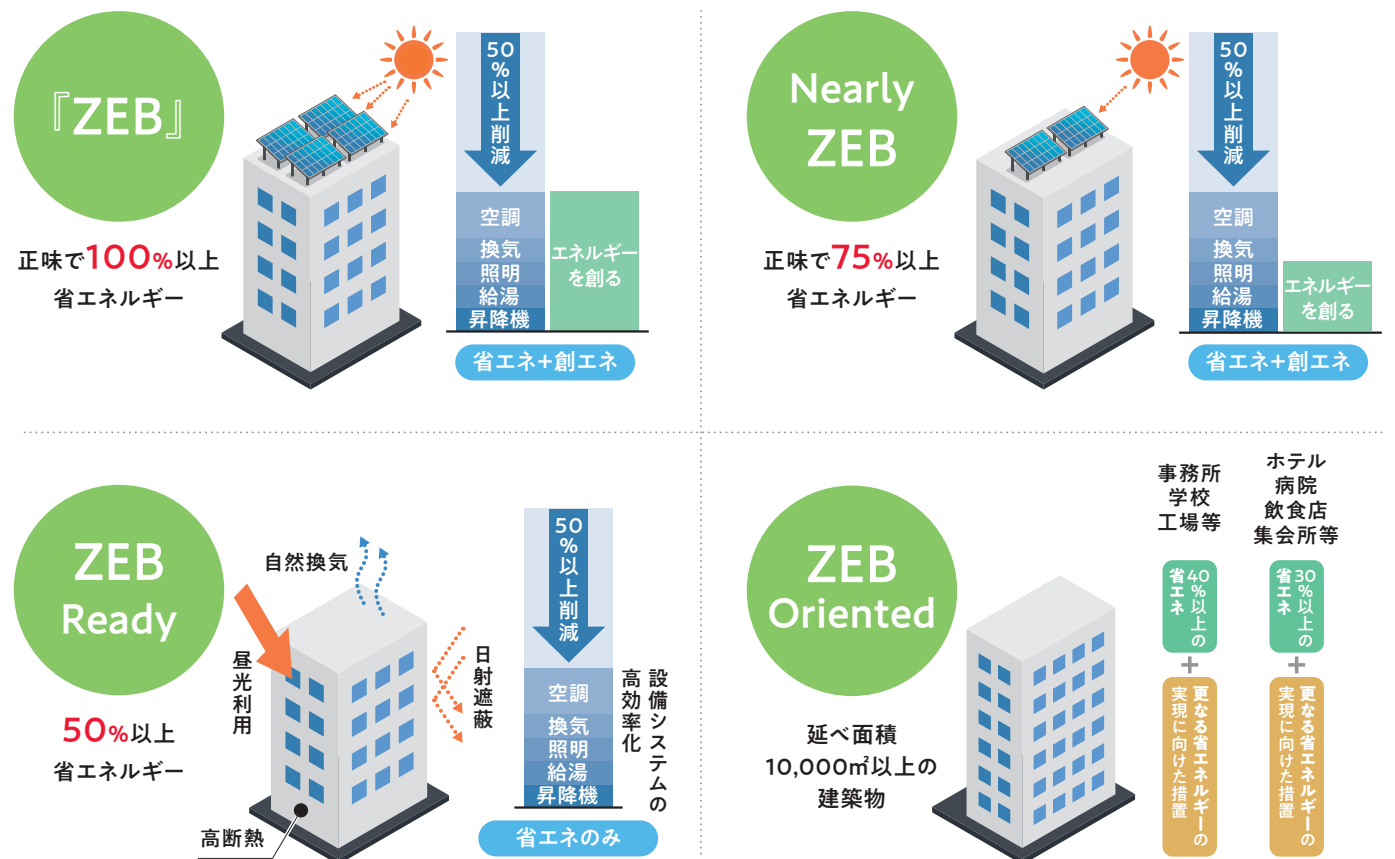 『ZEB』
正味で100%以上
省エネルギー
50%以上削減
空調
換気
照明
給湯
昇降機
エネルギー
を創る
省エネ+創エネ
Nearly
ZEB
正味で75%以上
省エネルギー
50%以上削減
空調
換気
照明
給湯
昇降機
エネルギー
を創る
省エネ+創エネ
ZEB
Ready
50%以上
省エネルギー
自然換気
昼光利用
日射遮蔽
高断熱
50%以上削減
空調
換気
照明
給湯
昇降機
設備システムの
高効率化
省エネのみ
ZEB
Oriented
延べ面積
10,000㎡以上の
建築物
事務所
学校
工場等
40%以上の
省エネ
+
更なる省エネルギーの
実現に向けた措置
ホテル
病院
飲食店
集会所等
30%以上の
省エネ
+
更なる省エネルギーの
実現に向けた措置